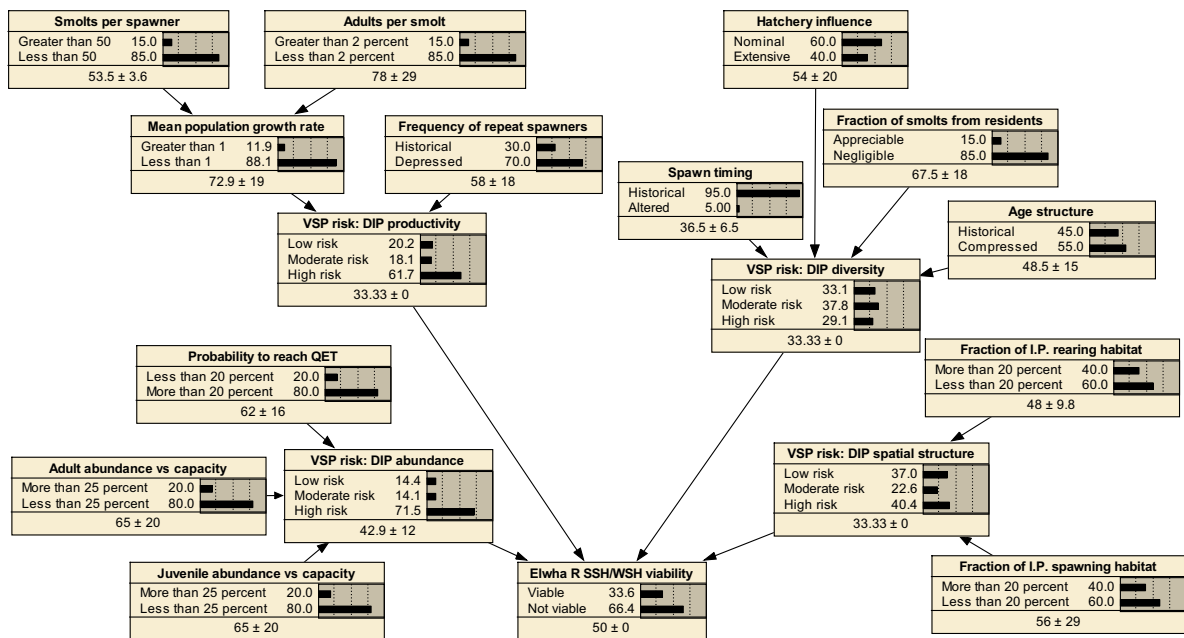 Smolts per spawner
Greater than 50 15.0
Less than 50 85.0
53.5 ± 3.6
Adults per smolt
Greater than 2 percent 15.0
Less than 2 percent 85.0
78 ± 29
Hatchery influence
Nominal 60.0
Extensive 40.0
54 ± 20
Mean population growth rate
Greater than 1 11.9
Less than 1 88.1
72.9 ± 19
Frequency of repeat spawners
Historical 30.0
Depressed 70.0
58 ± 18
Fraction of smolts from residents
Appreciable 15.0
Negligible 85.0
67.5 ± 18
Spawn timing
Historical 95.0
Altered 5.00
36.5 ± 6.5
Age structure
Historical 45.0
Compressed 55.0
48.5 ± 15
VSP risk: DIP productivity
Low risk 20.2
Moderate risk 18.1
High risk 61.7
33.33 ± 0
VSP risk: DIP diversity
Low risk 33.1
Moderate risk 37.8
High risk 29.1
33.33 ± 0
Probability to reach QET
Less than 20 percent 20.0
More than 20 percent 80.0
62 ± 16
Fraction of I.P. rearing habitat
More than 20 percent 40.0
Less than 20 percent 60.0
48 ± 9.8
Adult abundance vs capacity
More than 25 percent 20.0
Less than 25 percent 80.0
65 ± 20
VSP risk: DIP abundance
Low risk 14.4
Moderate risk 14.1
High risk 71.5
42.9 ± 12
VSP risk: DIP spatial structure
Low risk 37.0
Moderate risk 22.6
High risk 40.4
33.33 ± 0
Juvenile abundance vs capacity
More than 25 percent 20.0
Less than 25 percent 80.0
65 ± 20
Elwha R SSH/WSH viability
Viable 33.6
Not viable 66.4
50 ± 0
Fraction of I.P. spawning habitat
More than 20 percent 40.0
Less than 20 percent 60.0
56 ± 29